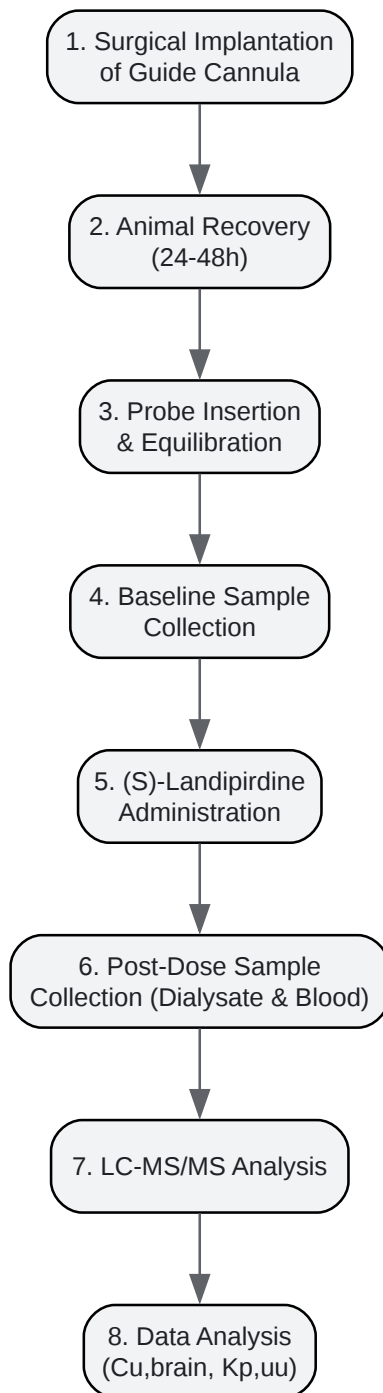 1. Surgical Implantation
of Guide Cannula
2. Animal Recovery
(24-48h)
3. Probe Insertion
& Equilibration
4. Baseline Sample
Collection
5. (S)-Landipirdine
Administration
6. Post-Dose Sample
Collection (Dialysate & Blood)
7. LC-MS/MS Analysis
8. Data Analysis
(Cu,brain, Kp,uu)